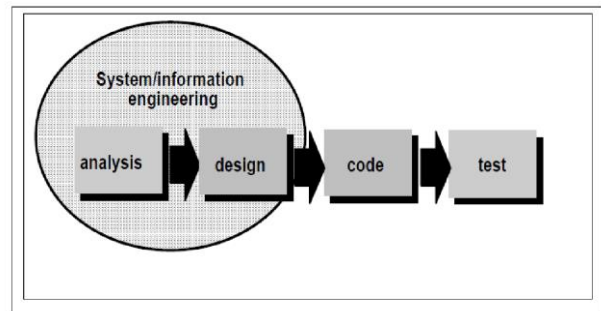 System/information
engineering
analysis
design
code
test